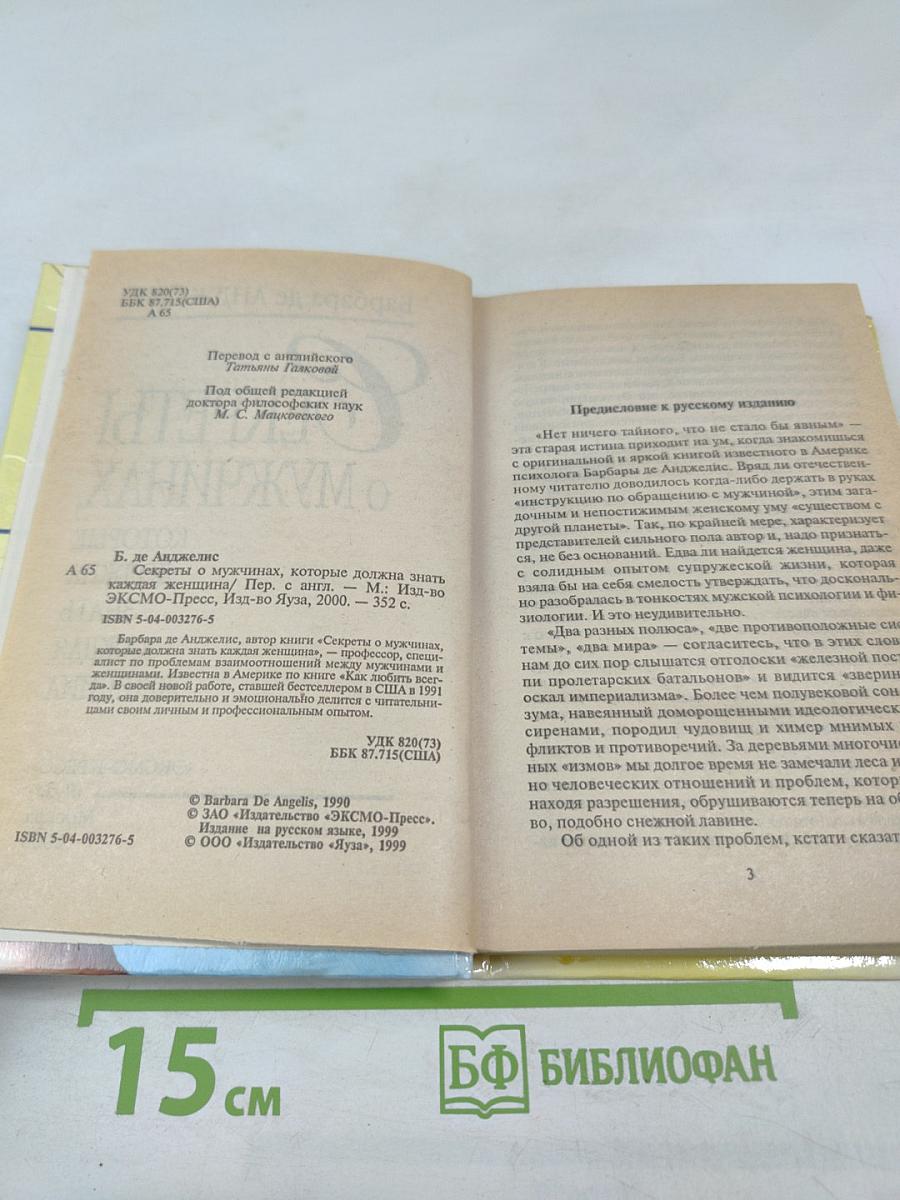 УДК 820(73)
ББК 87.715(США)
А 65
Перевод с английского
Татьяны Галковой
Под общей редакцией
доктора философских наук
М. С. Мацковского
Б. де Анджелис
А 65 Секреты о мужчинах, которые должна знать
каждая женщина/ Пер. с англ. — М.: Изд-во
ЭКСМО-Пресс, Изд-во Яуза, 2000. — 352 с.
ISBN 5-04-003276-5
Барбара де Анджелис, автор книги «Секреты о мужчинах,
которые должна знать каждая женщина», — профессор, специ-
алист по проблемам взаимоотношений между мужчинами и
женщинами. Известна в Америке по книге «Как любить всег-
да». В своей новой работе, ставшей бестселлером в США в 1991
году, она доверительно и эмоционально делится с читательни-
цами своим личным и профессиональным опытом.
УДК 820(73)
ББК 87.715(США)
© Barbara De Angelis, 1990
© ЗАО «Издательство «ЭКСМО-Пресс».
Издание на русском языке, 1999
ISBN 5-04-003276-5 © ООО «Издательство «Яуза», 1999
Предисловие к русскому изданию
«Нет ничего тайного, что не стало бы явным» —
эта старая истина приходит на ум, когда знакомишься
с оригинальной и яркой книгой известного в Америке
психолога Барбары де Анджелис. Вряд ли отечествен-
ному читателю доводилось когда-либо держать в руках
«инструкцию по обращению с мужчиной», этим зага-
дочным и непостижимым женскому уму «существом с
другой планеты». Так, по крайней мере, характеризует
представителей сильного пола автор и, надо признать-
ся, не без оснований. Едва ли найдется женщина, даже
с солидным опытом супружеской жизни, которая
взяла бы на себя смелость утверждать, что доскональ-
но разобралась в тонкостях мужской психологии и фи-
зиологии. И это неудивительно.
«Два разных полюса», «две противоположные сис
темы», «два мира» — согласитесь, что в этих слов
нам до сих пор слышатся отголоски «железной пост
пи пролетарских батальонов» и видится «зверин
оскал империализма». Более чем полувековой сон
зума, навеянный доморощенными идеологическ
сиренами, породил чудовищ и химер мнимых
фликтов и противоречий. За деревьями многочис
ных «измов» мы долгое время не замечали леса и
но человеческих отношений и проблем, котор
находя разрешения, обрушиваются теперь на об
во, подобно снежной лавине.
Об одной из таких проблем, кстати сказат
3
15 см
БФ БИБЛИОФАН